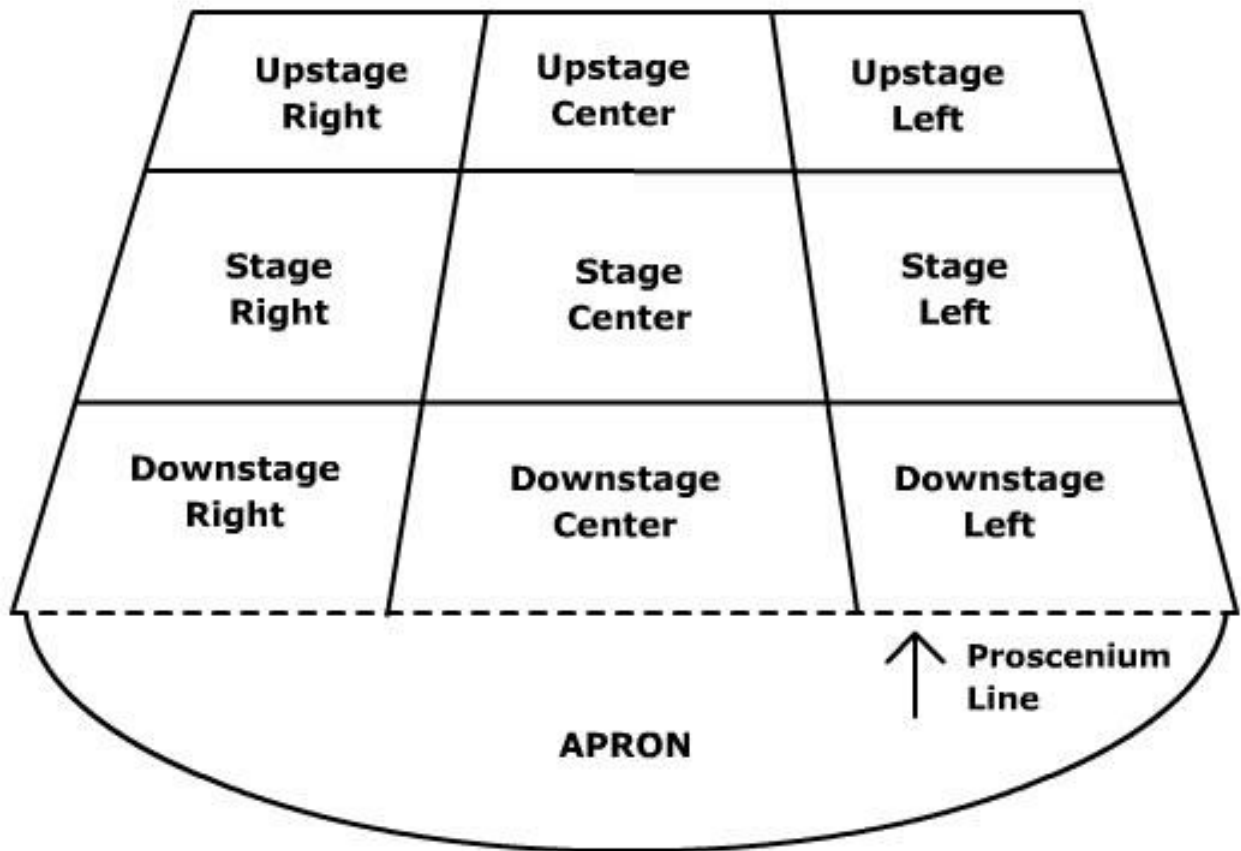 Upstage
Right
Upstage
Center
Upstage
Left
Stage
Right
Stage
Center
Stage
Left
Downstage
Right
Downstage
Center
Downstage
Left
Proscenium
Line
APRON